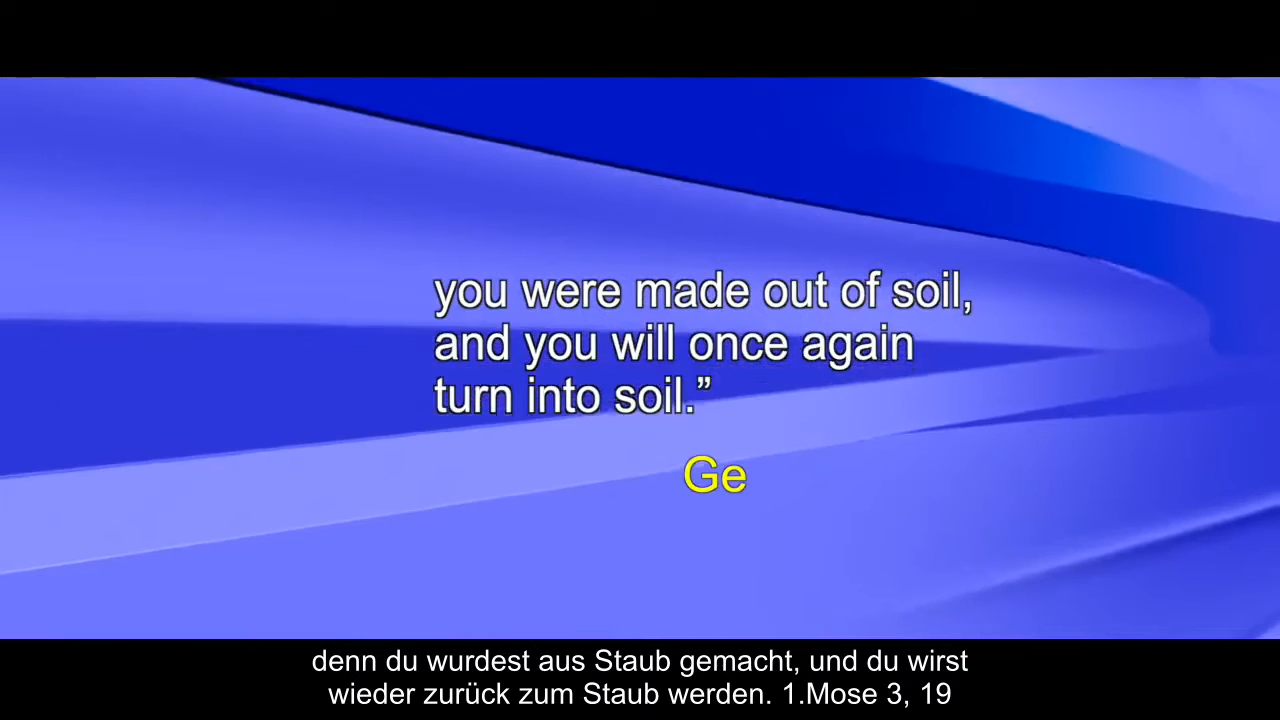 you were made out of soil,
and you will once again
turn into soil.”
Ge
denn du wurdest aus Staub gemacht, und du wirst
wieder zurück zum Staub werden. 1.Mose 3, 19